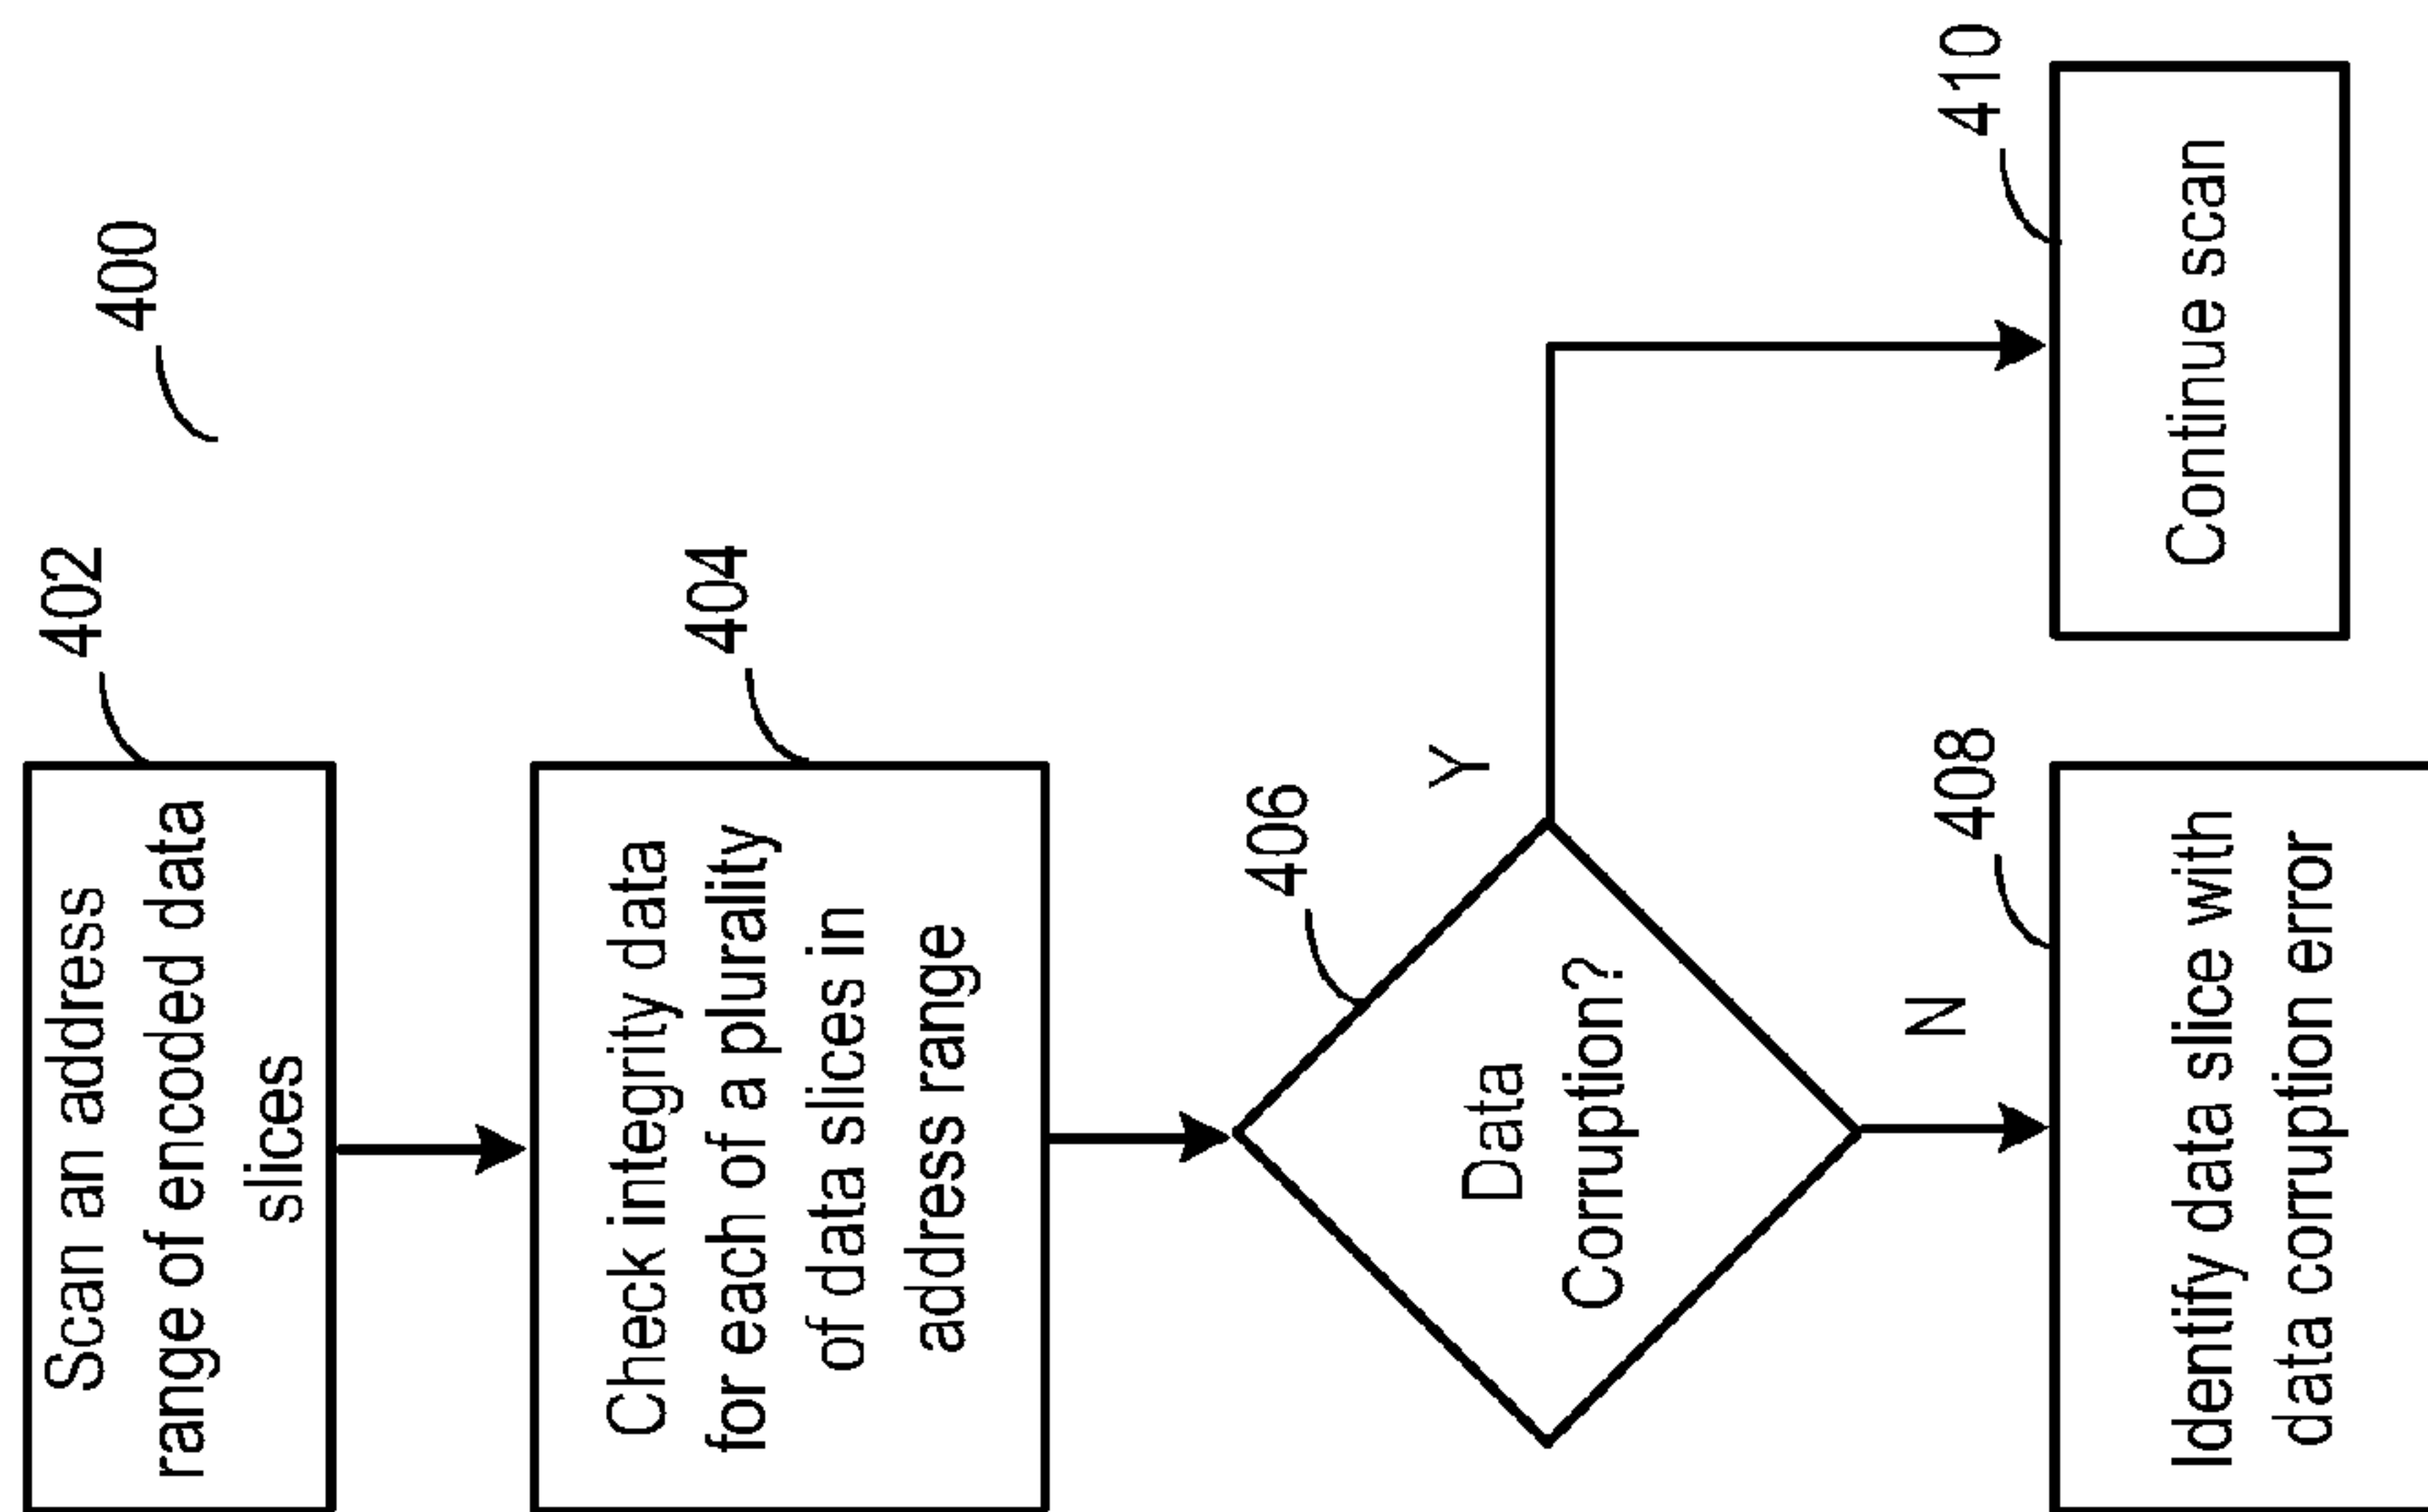 400
402
Scan an address
range of encoded data
slices
404
Check integrity data
for each of a plurality
of data slices in
address range
406
Data
Corruption?
Y
N
408
Identify data slice with
data corruption error
410
Continue scan